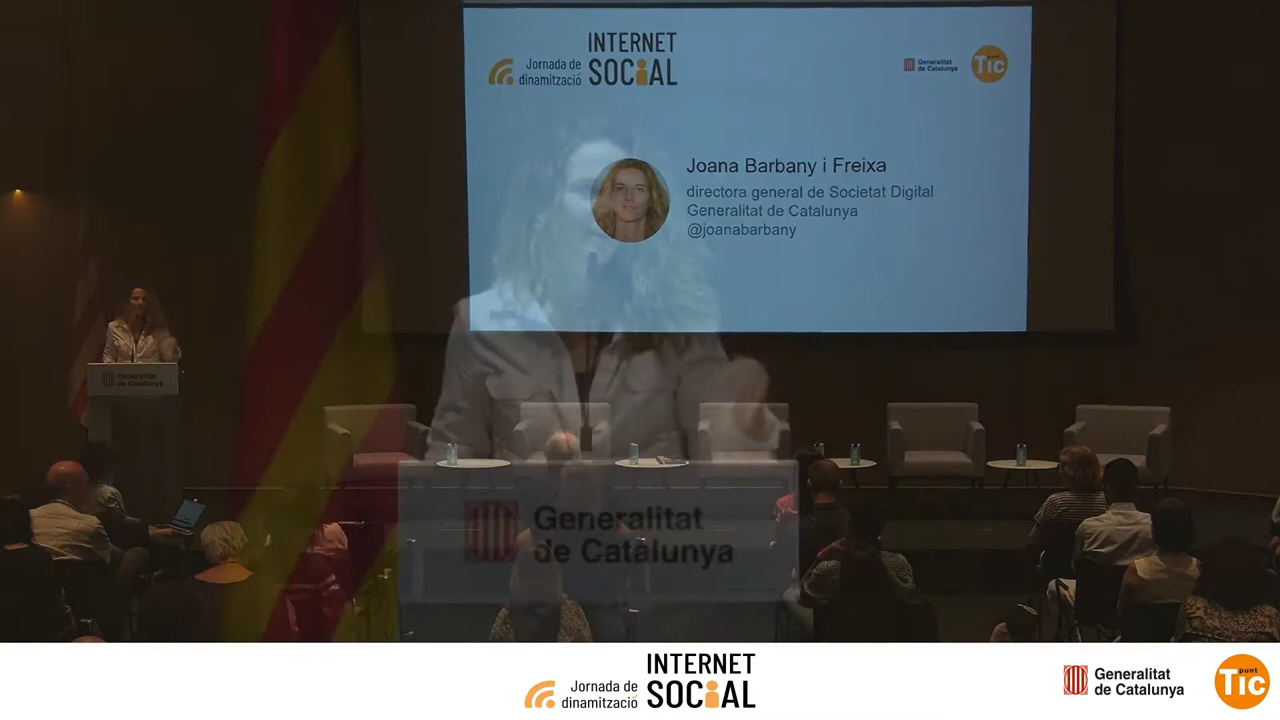 Jornada de
dinamització
INTERNET
SOCIAL
Generalitat
de Catalunya
punt
TIC
Joana Barbany i Freixa
directora general de Societat Digital
Generalitat de Catalunya
@joanabarbany
Generalitat
de Catalunya
Generalitat
de Catalunya
Jornada de
dinamització
INTERNET
SOCIAL
Generalitat
de Catalunya
punt
TIC